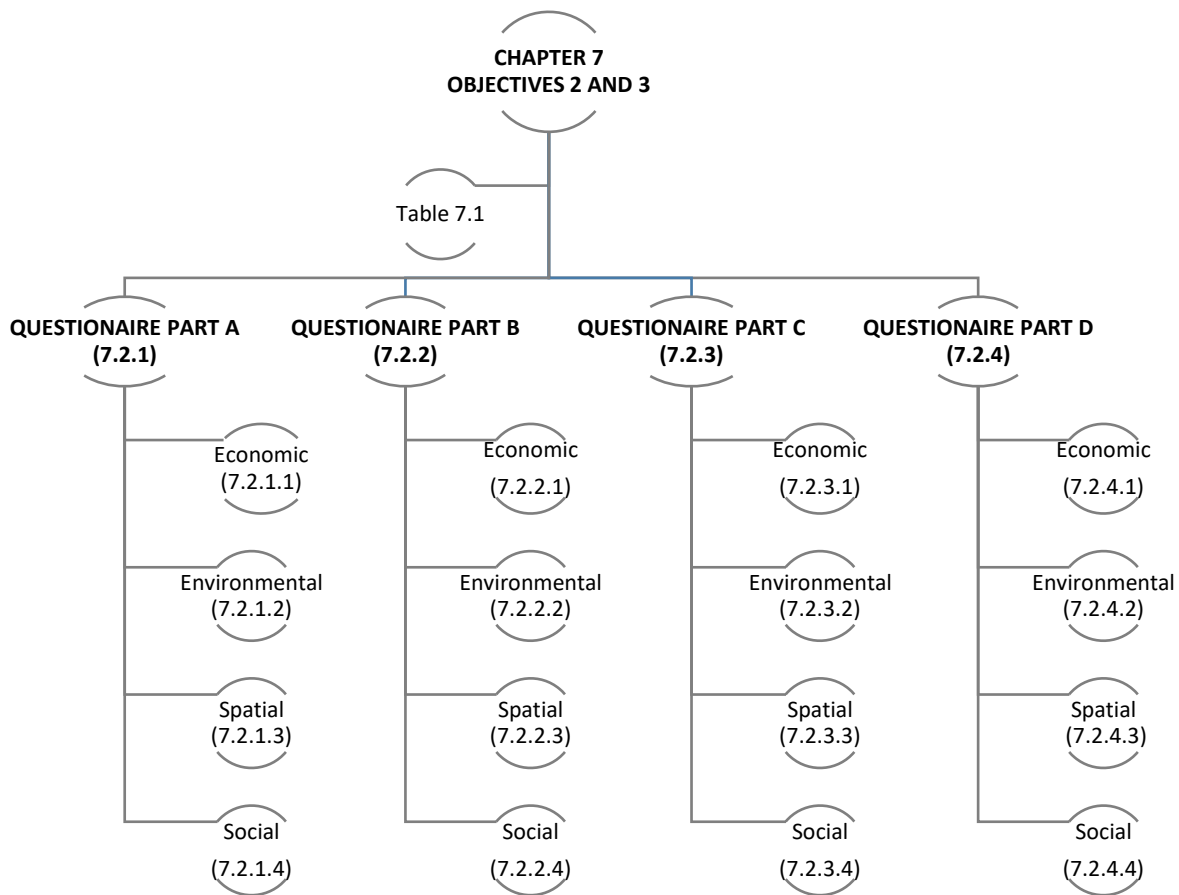 CHAPTER 7
OBJECTIVES 2 AND 3
Table 7.1
QUESTIONAIRE PART A
(7.2.1)
Economic
(7.2.1.1)
Environmental
(7.2.1.2)
Spatial
(7.2.1.3)
Social
(7.2.1.4)
QUESTIONAIRE PART B
(7.2.2)
Economic
(7.2.2.1)
Environmental
(7.2.2.2)
Spatial
(7.2.2.3)
Social
(7.2.2.4)
QUESTIONAIRE PART C
(7.2.3)
Economic
(7.2.3.1)
Environmental
(7.2.3.2)
Spatial
(7.2.3.3)
Social
(7.2.3.4)
QUESTIONAIRE PART D
(7.2.4)
Economic
(7.2.4.1)
Environmental
(7.2.4.2)
Spatial
(7.2.4.3)
Social
(7.2.4.4)